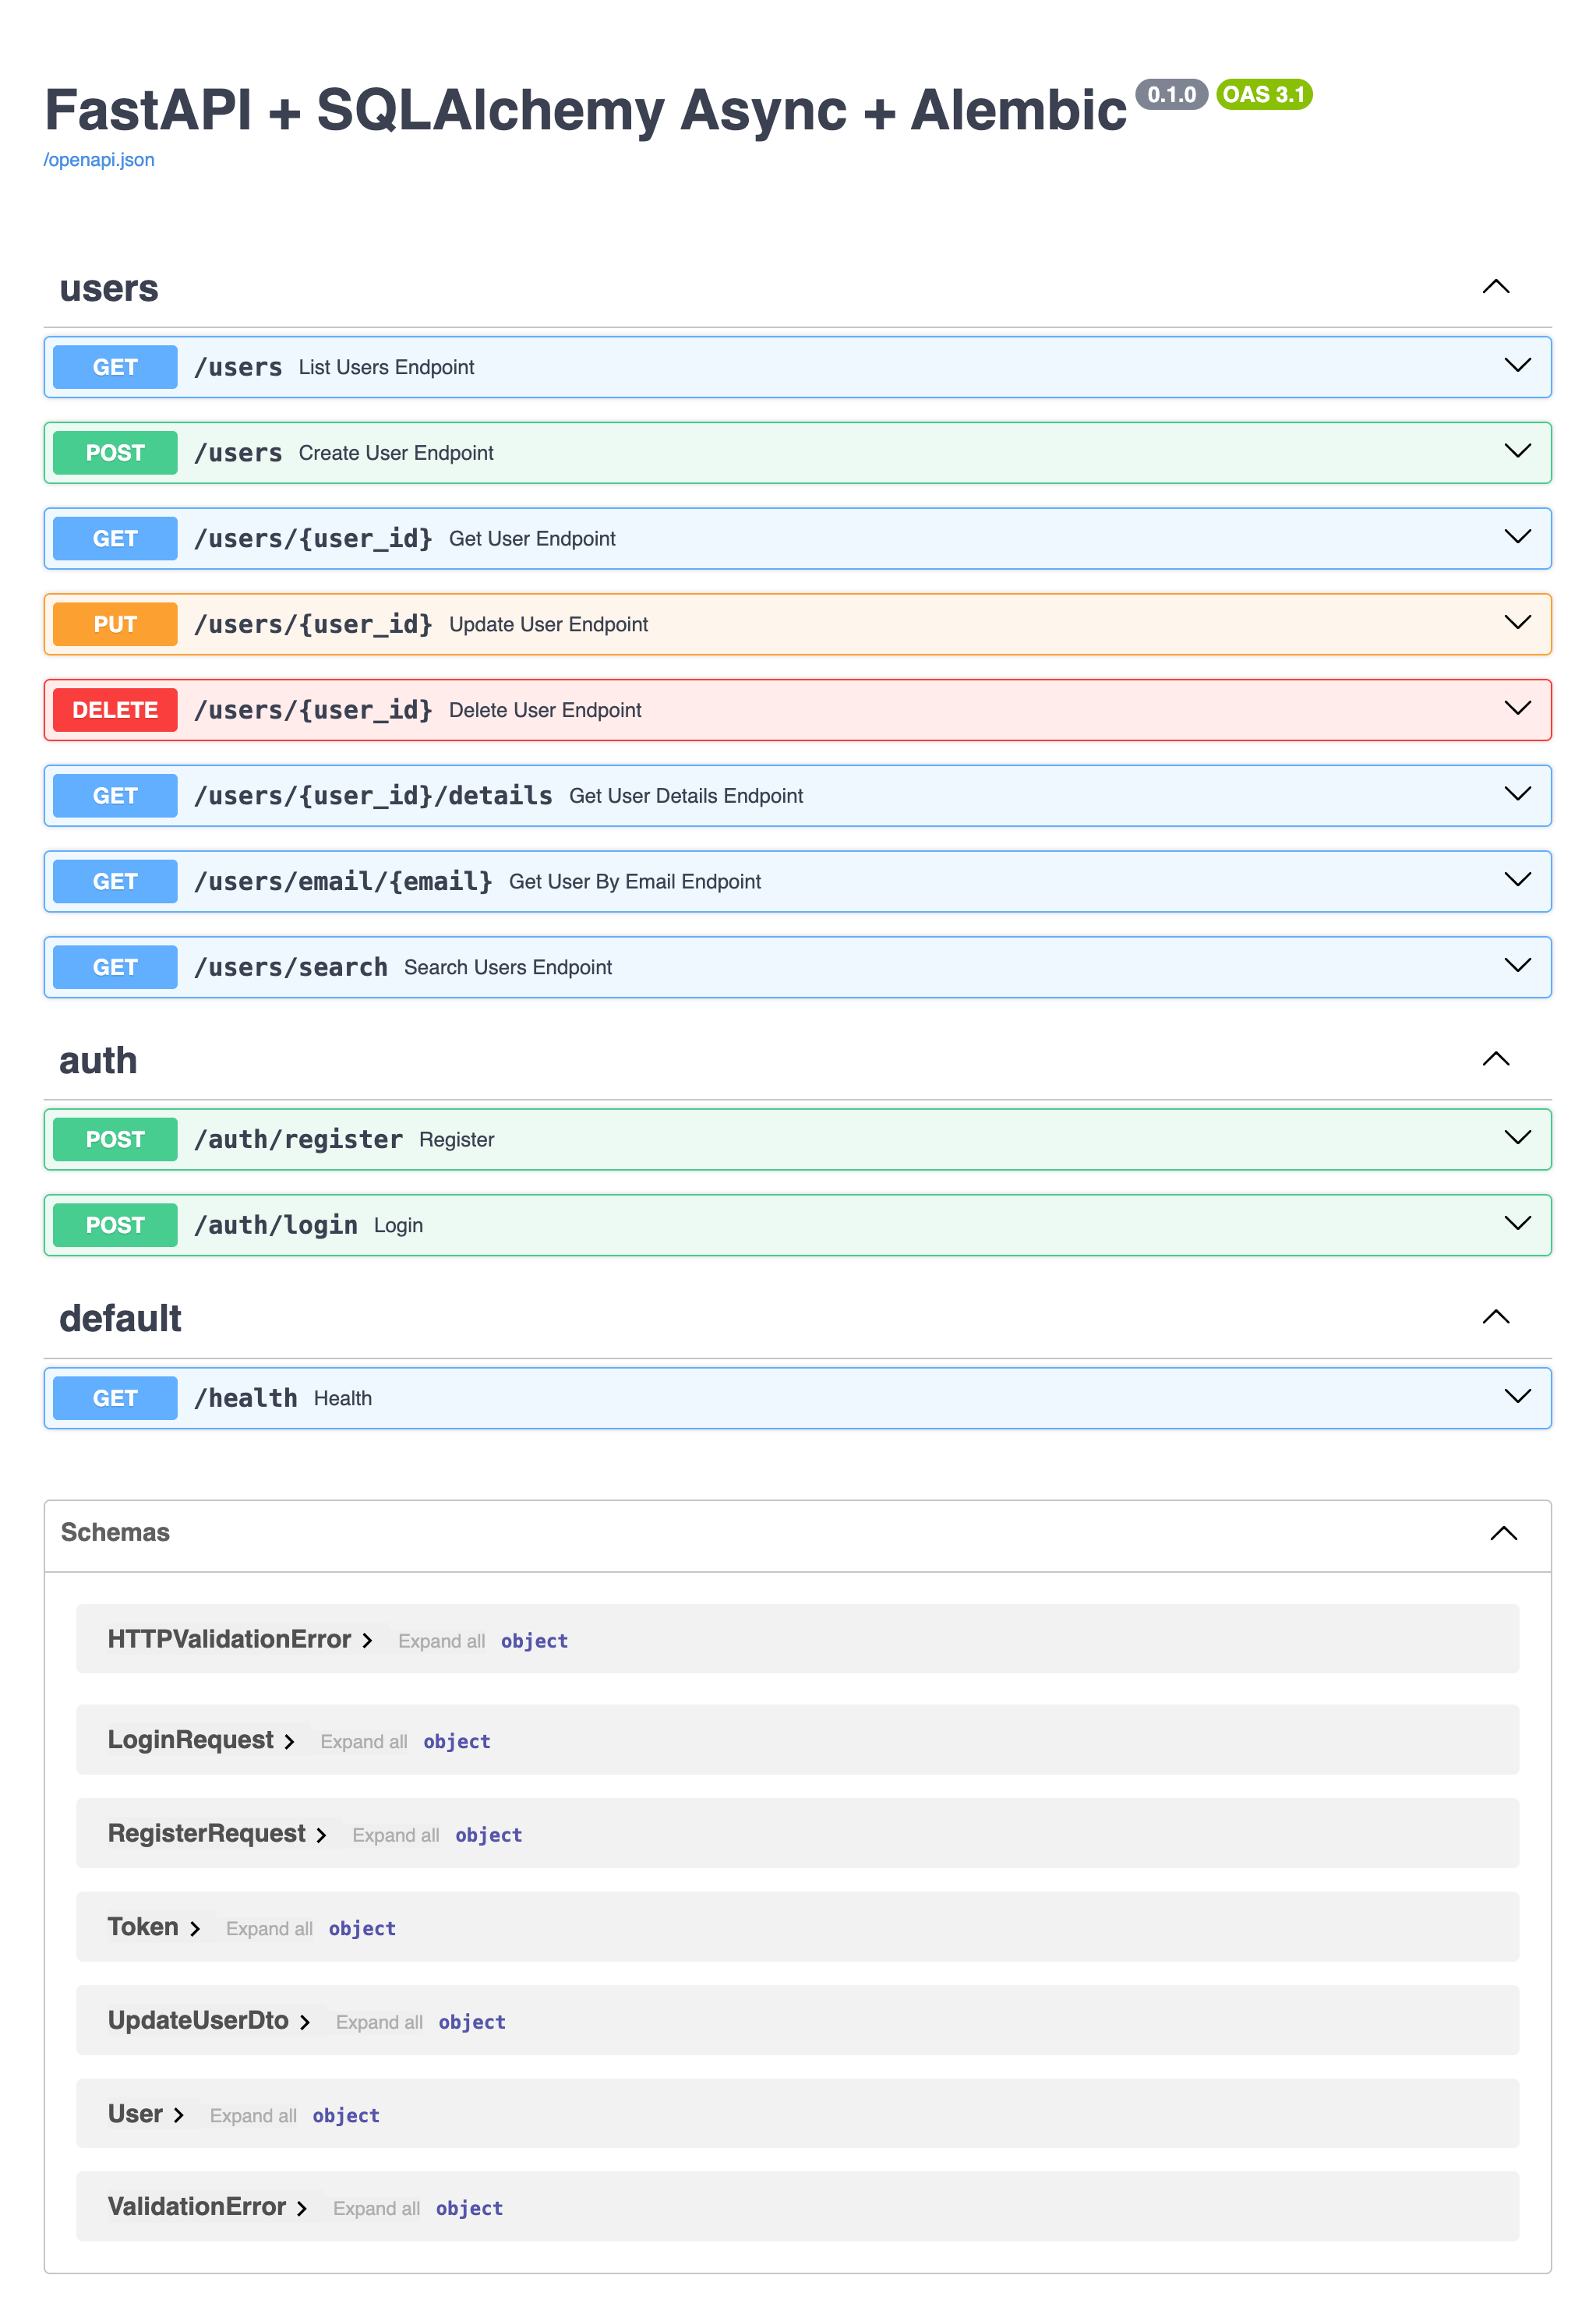 FastAPI + SQLAlchemy Async + Alembic 0.1.0 OAS 3.1
/openapi.json
users
GET /users List Users Endpoint
POST /users Create User Endpoint
GET /users/{user_id} Get User Endpoint
PUT /users/{user_id} Update User Endpoint
DELETE /users/{user_id} Delete User Endpoint
GET /users/{user_id}/details Get User Details Endpoint
GET /users/email/{email} Get User By Email Endpoint
GET /users/search Search Users Endpoint
auth
POST /auth/register Register
POST /auth/login Login
default
GET /health Health
Schemas
HTTPValidationError Expand all object
LoginRequest Expand all object
RegisterRequest Expand all object
Token Expand all object
UpdateUserDto Expand all object
User Expand all object
ValidationError Expand all object